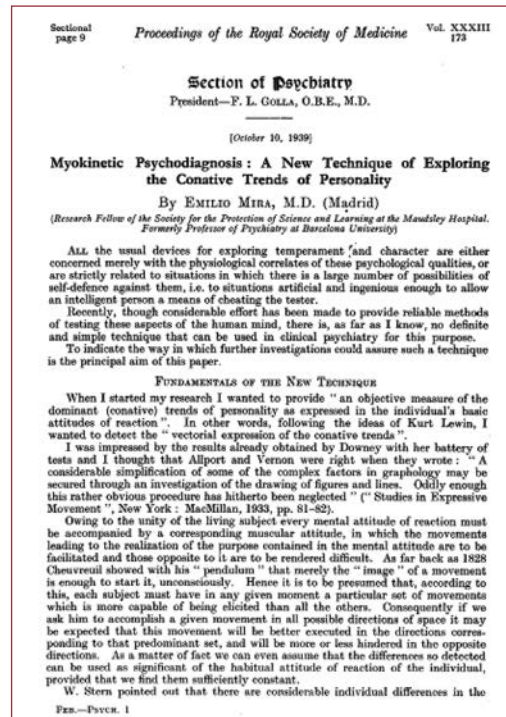 Sectional
page 9
Proceedings of the Royal Society of Medicine
Vol. XXXIII
173
Section of Psychiatry
President—F. L. GOLLA, O.B.E., M.D.
[October 10, 1939]
Myokinetic Psychodiagnosis : A New Technique of Exploring
the Conative Trends of Personality
By EMILIO MIRA, M.D. (Madrid)
(Research Fellow of the Society for the Protection of Science and Learning at the Maudsley Hospital.
Formerly Professor of Psychiatry at Barcelona University)
ALL the usual devices for exploring temperament and character are either
concerned merely with the physiological correlates of these psychological qualities, or
are strictly related to situations in which there is a large number of possibilities of
self-defence against them, i.e. to situations artificial and ingenious enough to allow
an intelligent person a means of cheating the tester.
Recently, though considerable effort has been made to provide reliable methods
of testing these aspects of the human mind, there is, as far as I know, no definite
and simple technique that can be used in clinical psychiatry for this purpose.
To indicate the way in which further investigations could assure such a technique
is the principal aim of this paper.
FUNDAMENTALS OF THE NEW TECHNIQUE
When I started my research I wanted to provide " an objective measure of the
dominant (conative) trends of personality as expressed in the individual's basic
attitudes of reaction ". In other words, following the ideas of Kurt Lewin, I
wanted to detect the " vectorial expression of the conative trends ".
I was impressed by the results already obtained by Downey with her battery of
tests and I thought that Allport and Vernon were right when they wrote : " A
considerable simplification of some of the complex factors in graphology may be
secured through an investigation of the drawing of figures and lines. Oddly enough
this rather obvious procedure has hitherto been neglected " (" Studies in Expressive
Movement ", New York : MacMillan, 1933, pp. 81-82).
Owing to the unity of the living subject every mental attitude of reaction must
be accompanied by a corresponding muscular attitude, in which the movements
leading to the realization of the purpose contained in the mental attitude are to be
facilitated and those opposite to it are to be rendered difficult. As far back as 1828
Cheuvreuil showed with his " pendulum " that merely the " image " of a movement
is enough to start it, unconsciously. Hence it is to be presumed that, according to
this, each subject must have in any given moment a particular set of movements
which is more capable of being elicited than all the others. Consequently if we
ask him to accomplish a given movement in all possible directions of space it may
be expected that this movement will be better executed in the directions corres-
ponding to that predominant set, and will be more or less hindered in the opposite
directions. As a matter of fact we can even assume that the differences so detected
can be used as significant of the habitual attitude of reaction of the individual,
provided that we find them sufficiently constant.
W. Stern pointed out that there are considerable individual differences in the
FEB.—PSYCH. 1